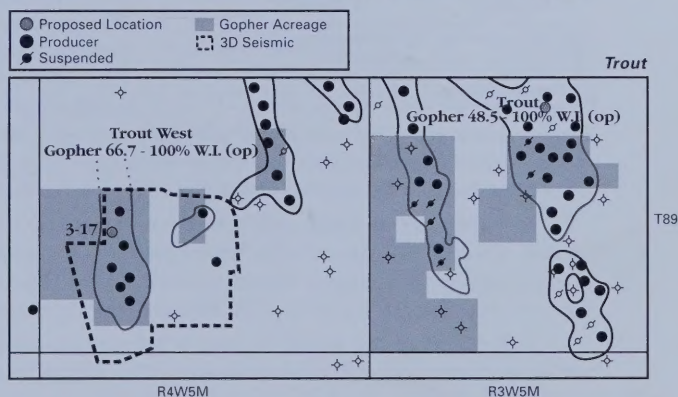 Proposed Location
Producer
Suspended
Gopher Acreage
3D Seismic
Trout
Trout West
Gopher 66.7 - 100% W.I. (op)
3-17
Trout
Gopher 48.5 - 100% W.I. (op)
T89
R4W5M
R3W5M